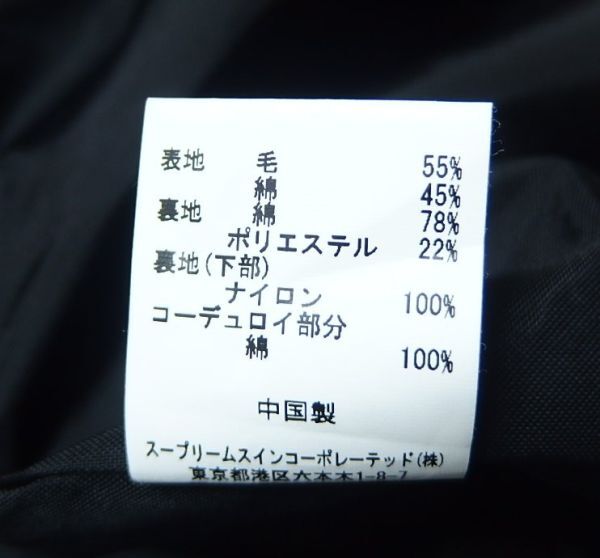 表地 毛 55%
綿 45%
裏地 綿 78%
ポリエステル 22%
裏地(下部)
ナイロン 100%
コーデュロイ部分
綿 100%
中国製
スープリームスインコーポレーテッド(株)
東京都港区六本木1-8-7